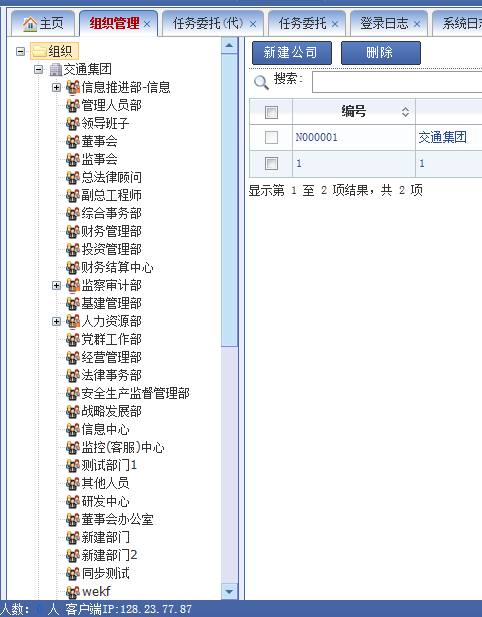 主页 组织管理 × 任务委托(代) × 任务委托 × 登录日志 × 系统日志
组织
交通集团
信息推进部-信息
管理人员部
领导班子
董事会
监事会
总法律顾问
副总工程师
综合事务部
财务管理部
投资管理部
财务结算中心
监察审计部
基建管理部
人力资源部
党群工作部
经营管理部
法律事务部
安全生产监督管理部
战略发展部
信息中心
监控(客服)中心
测试部门1
其他人员
研发中心
董事会办公室
新建部门
新建部门2
同步测试
wekf
新建公司 删除
搜索:
编号
N000001 交通集团
1 1
显示第 1 至 2 项结果，共 2 项
人数: 人 客户端IP:128.23.77.87